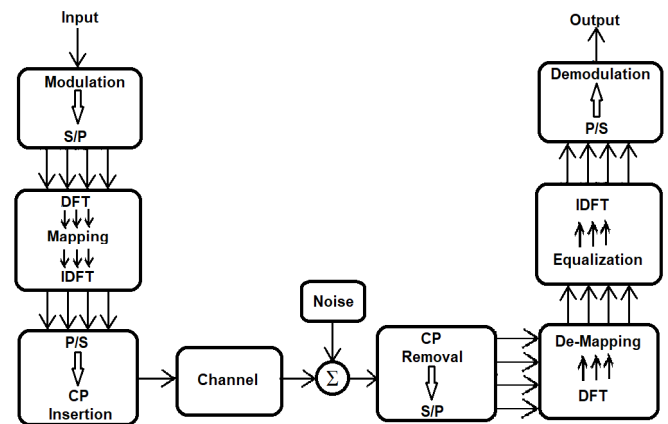 Input
Modulation
S/P
DFT
Mapping
IDFT
P/S
CP
Insertion
Channel
Noise
Σ
CP
Removal
S/P
De-Mapping
DFT
IDFT
Equalization
Demodulation
P/S
Output